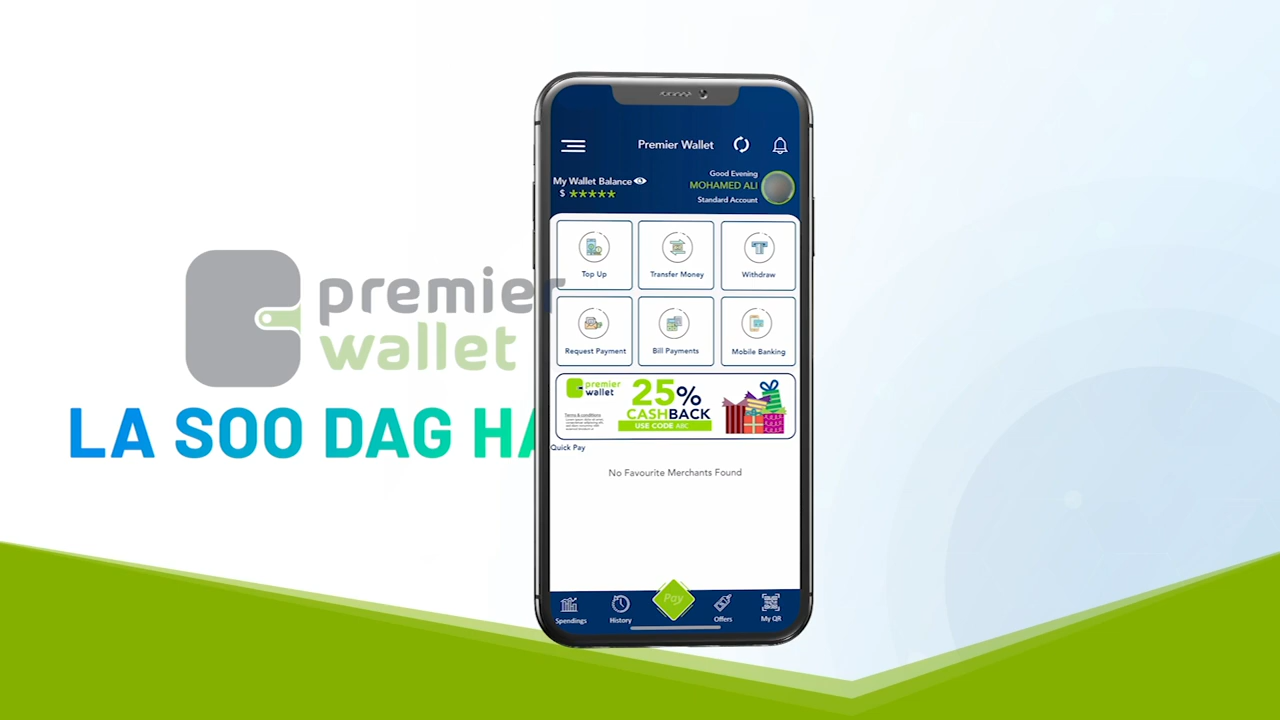 premier
wallet
LA SOO DAG HA
Premier Wallet
Good Evening
My Wallet Balance
MOHAMED ALI
$ *****
Standard Account
Top Up
Transfer Money
Withdraw
Request Payment
Bill Payments
Mobile Banking
premier
wallet
25%
CASHBACK
USE CODE ABC
Terms & conditions
Quick Pay
No Favourite Merchants Found
Pay
Spendings
History
Offers
My QR